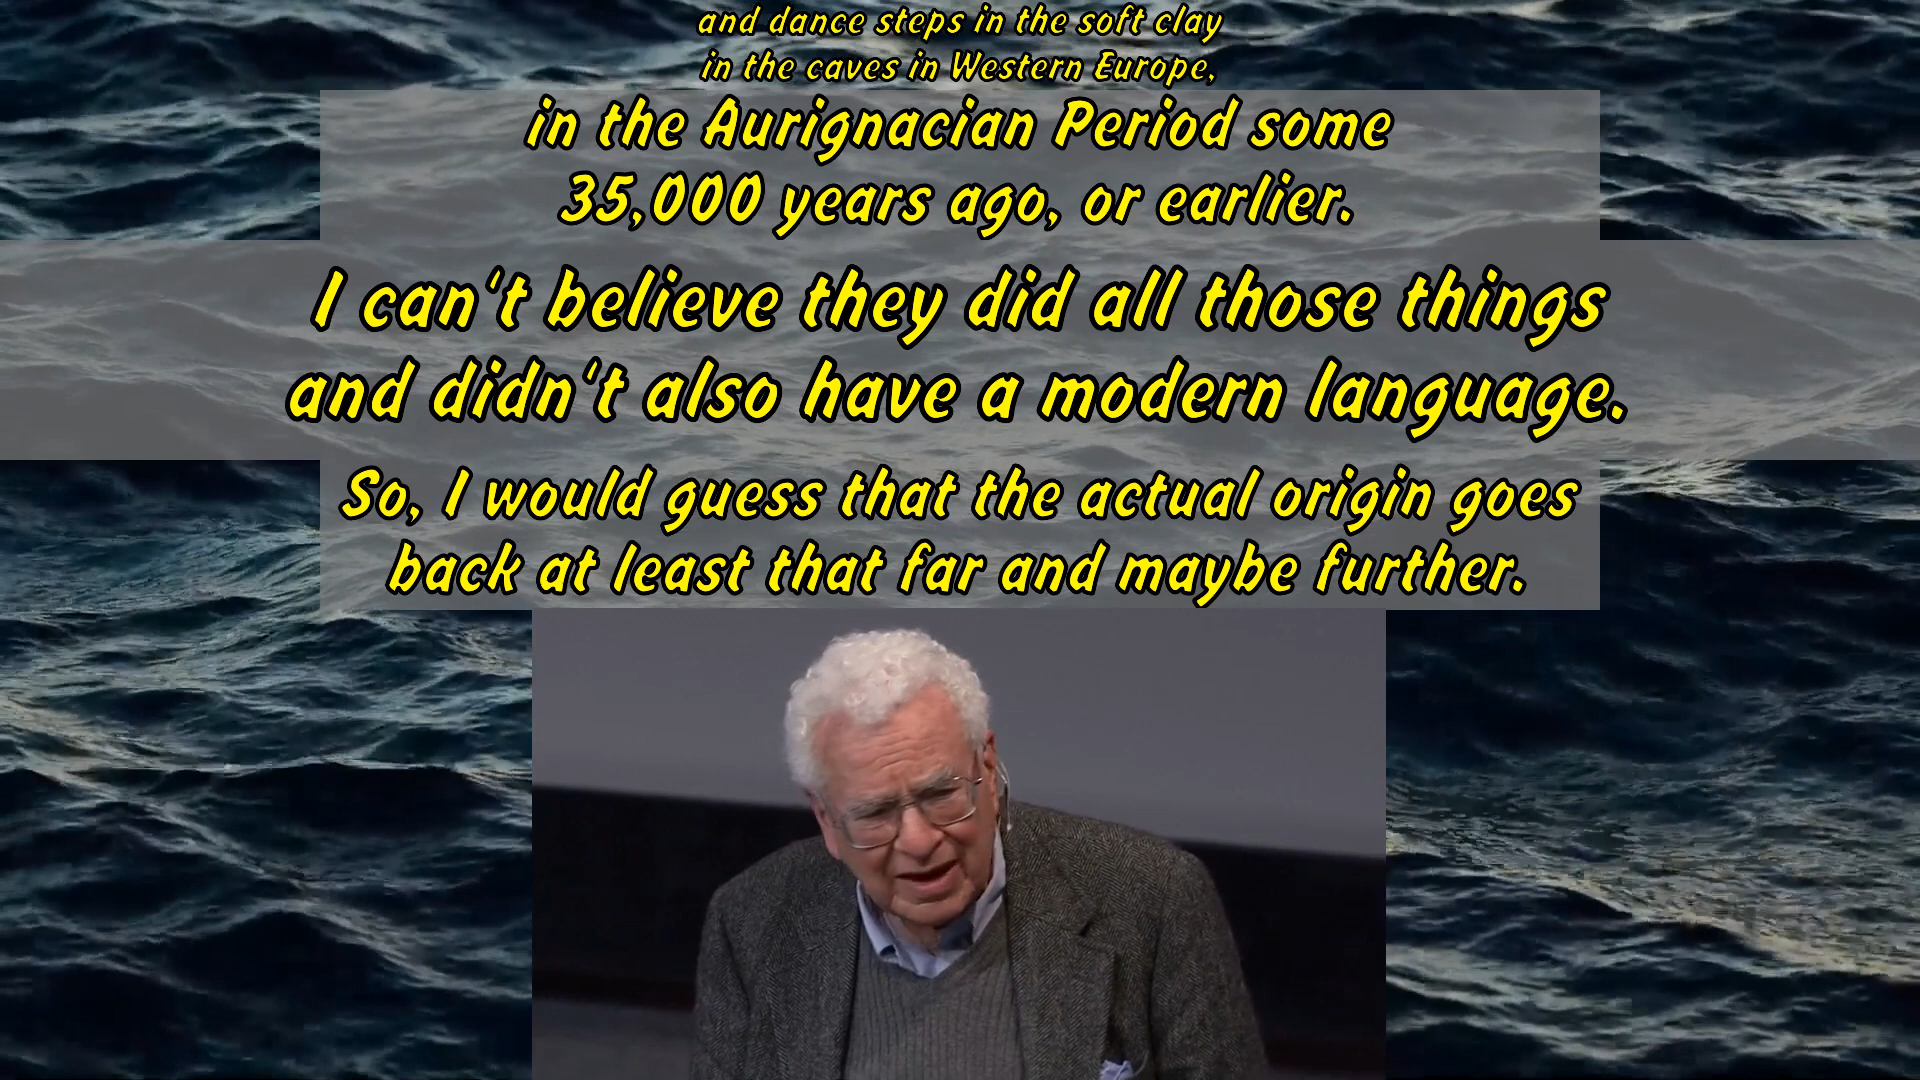 and dance steps in the soft clay
in the caves in Western Europe,
in the Aurignacian Period some
35,000 years ago, or earlier.
I can't believe they did all those things
and didn't also have a modern language.
So, I would guess that the actual origin goes
back at least that far and maybe further.